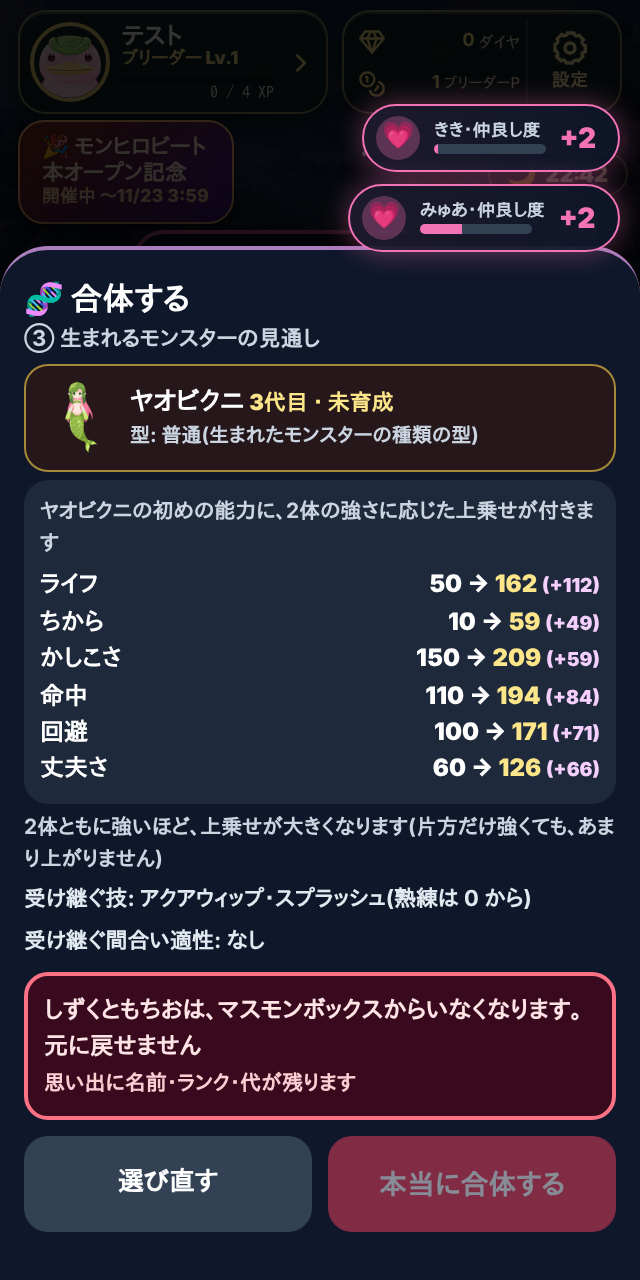 テスト
ブリーダー Lv.1
0 / 4 XP
0 ダイヤ
1 ブリーダーP
設定
🎉 モンヒロビート
本オープン記念
開催中 〜11/23 3:59
きき・仲良し度 +2
22:42
みゅあ・仲良し度 +2
🧬 合体する
③ 生まれるモンスターの見通し
ヤオビクニ 3代目・未育成
型: 普通(生まれたモンスターの種類の型)
ヤオビクニの初めの能力に、2体の強さに応じた上乗せが付きま
す
ライフ 50 → 162 (+112)
ちから 10 → 59 (+49)
かしこさ 150 → 209 (+59)
命中 110 → 194 (+84)
回避 100 → 171 (+71)
丈夫さ 60 → 126 (+66)
2体ともに強いほど、上乗せが大きくなります(片方だけ強くても、あま
り上がりません)
受け継ぐ技: アクアウィップ・スプラッシュ(熟練は 0 から)
受け継ぐ間合い適性: なし
しずくともちおは、マスモンボックスからいなくなります。
元に戻せません
思い出に名前・ランク・代が残ります
選び直す
本当に合体する